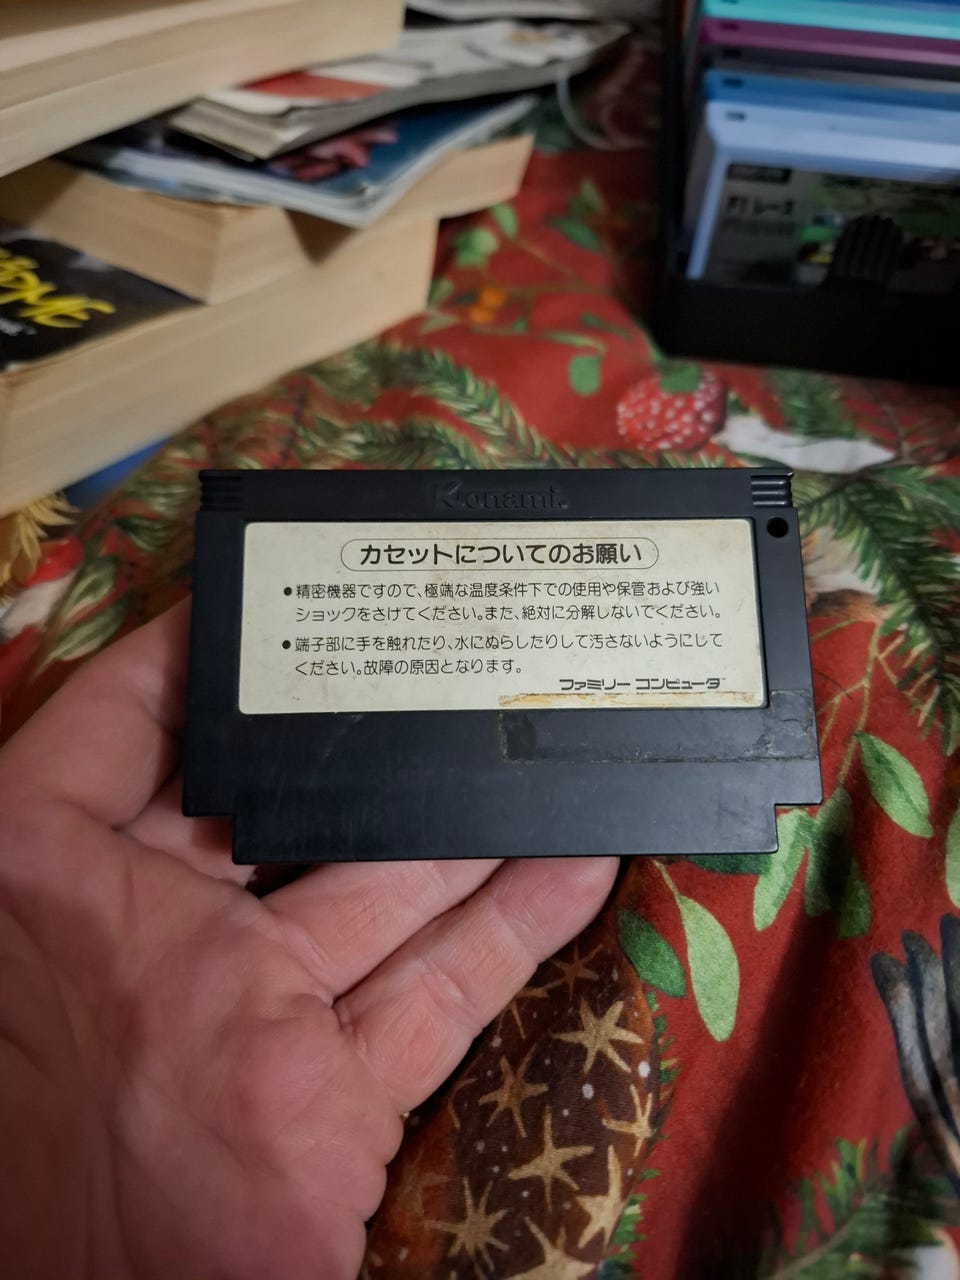 F1 レース
Konami
カセットについてのお願い
●精密機器ですので、極端な温度条件下での使用や保管および強い
ショックをさけてください。また、絶対に分解しないでください。
●端子部に手を触れたり、水にぬらしたりして汚さないようにして
ください。故障の原因となります。
ファミリー コンピュータ